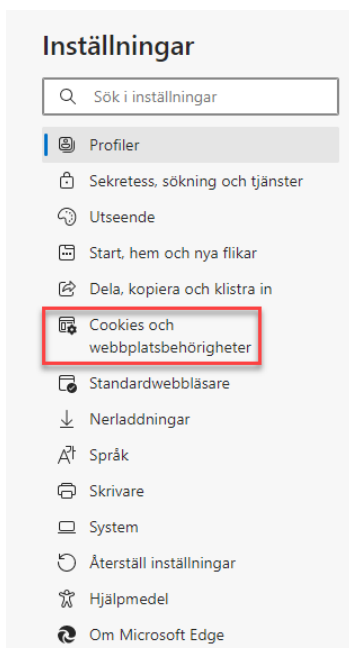 Inställningar
Sök i inställningar
Profiler
Sekretess, sökning och tjänster
Utseende
Start, hem och nya flikar
Dela, kopiera och klistra in
Cookies och
webbplatsbehörigheter
Standardwebbläsare
Nerladdningar
Språk
Skrivare
System
Återställ inställningar
Hjälpmedel
Om Microsoft Edge